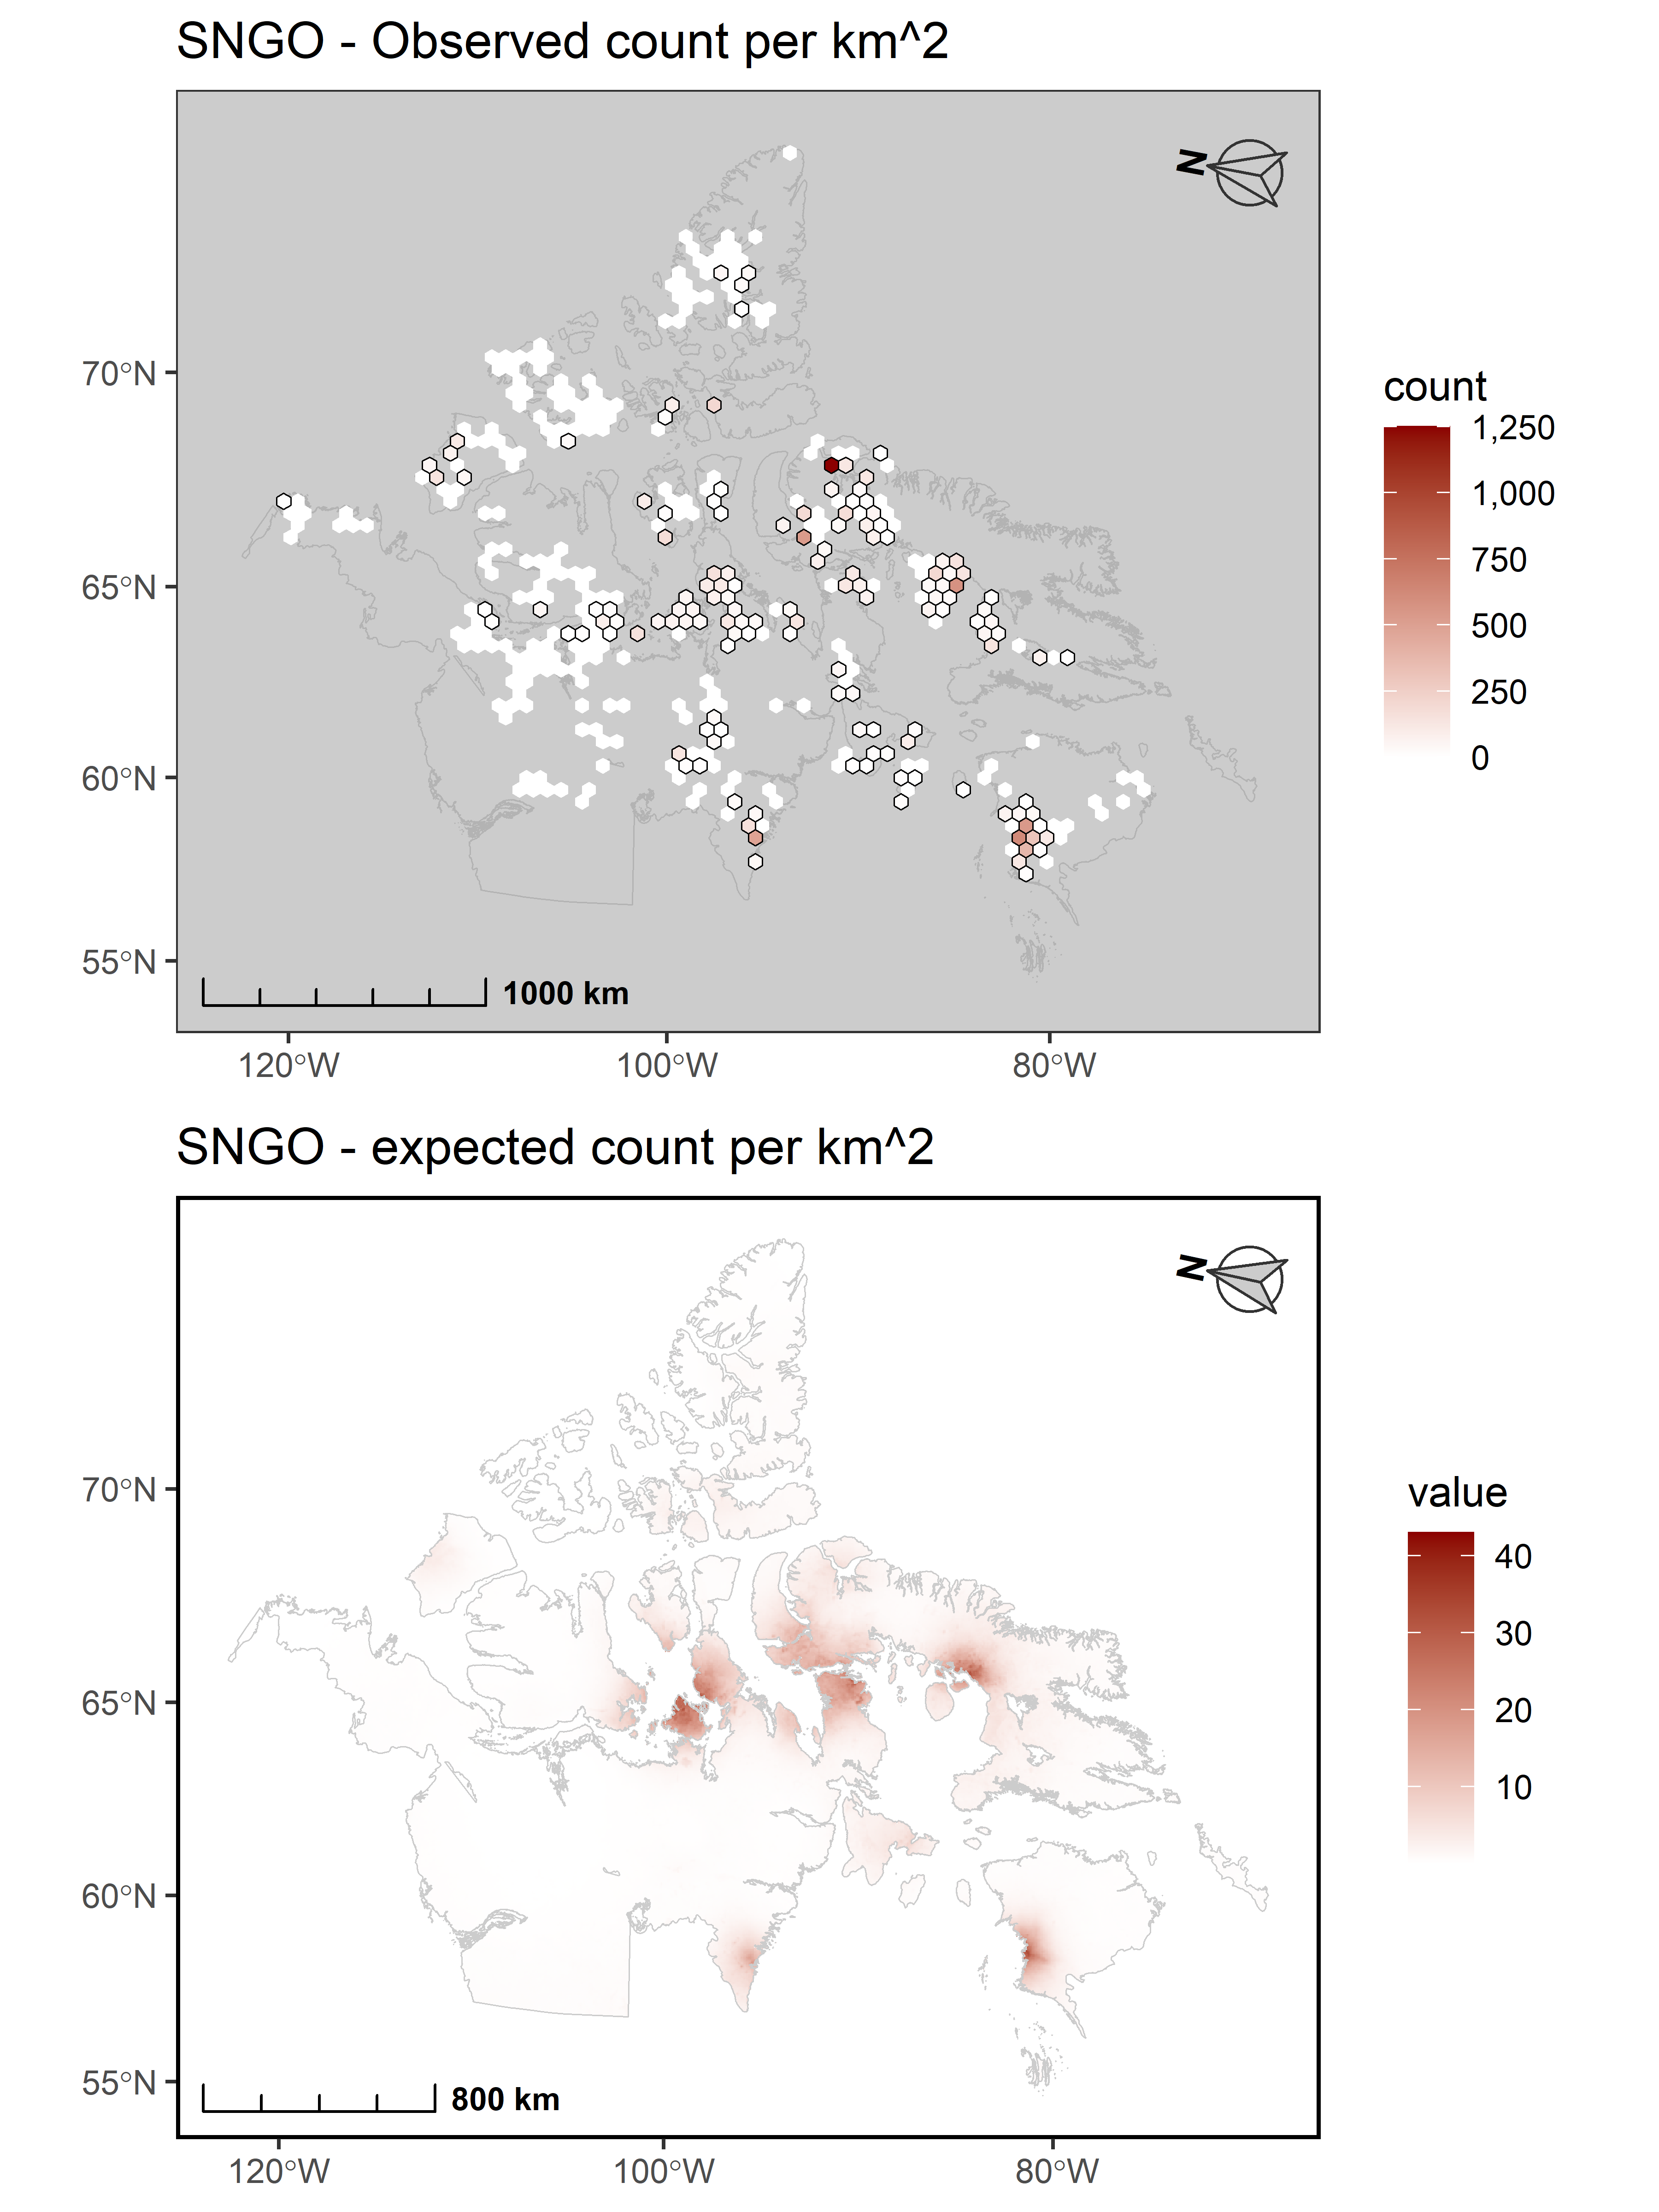 SNGO - Observed count per km^2
N
70°N
65°N
60°N
55°N
1000 km
120°W
100°W
80°W
count
1,250
1,000
750
500
250
0
SNGO - expected count per km^2
N
70°N
65°N
60°N
55°N
800 km
120°W
100°W
80°W
value
40
30
20
10